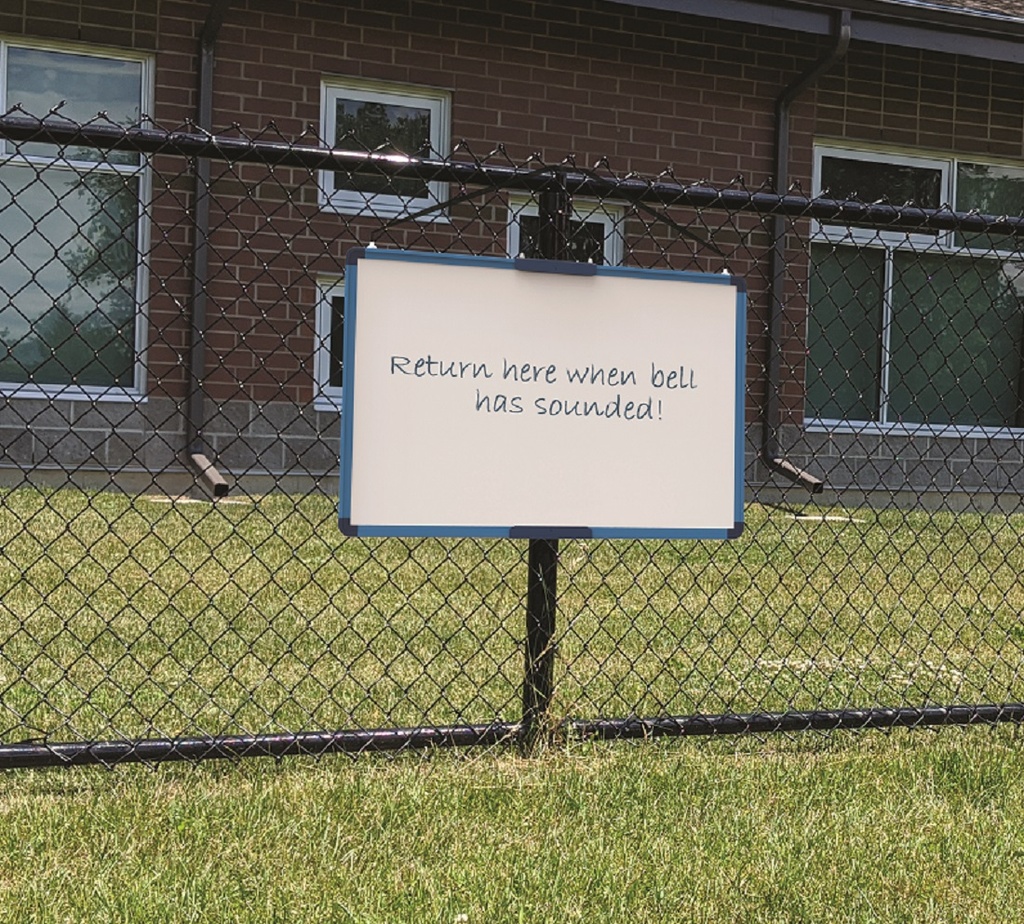 Return here when bell
has sounded!